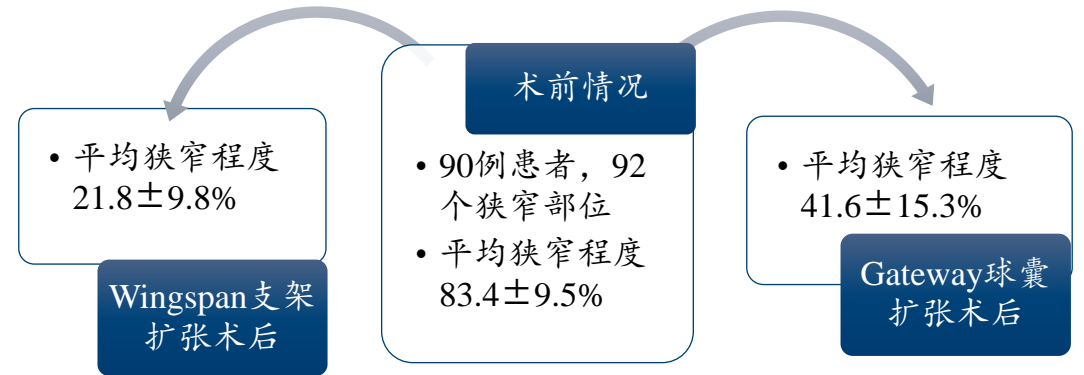 术前情况
• 90例患者，92
个狭窄部位
• 平均狭窄程度
83.4±9.5%
• 平均狭窄程度
21.8±9.8%
Wingspan支架
扩张术后
• 平均狭窄程度
41.6±15.3%
Gateway球囊
扩张术后